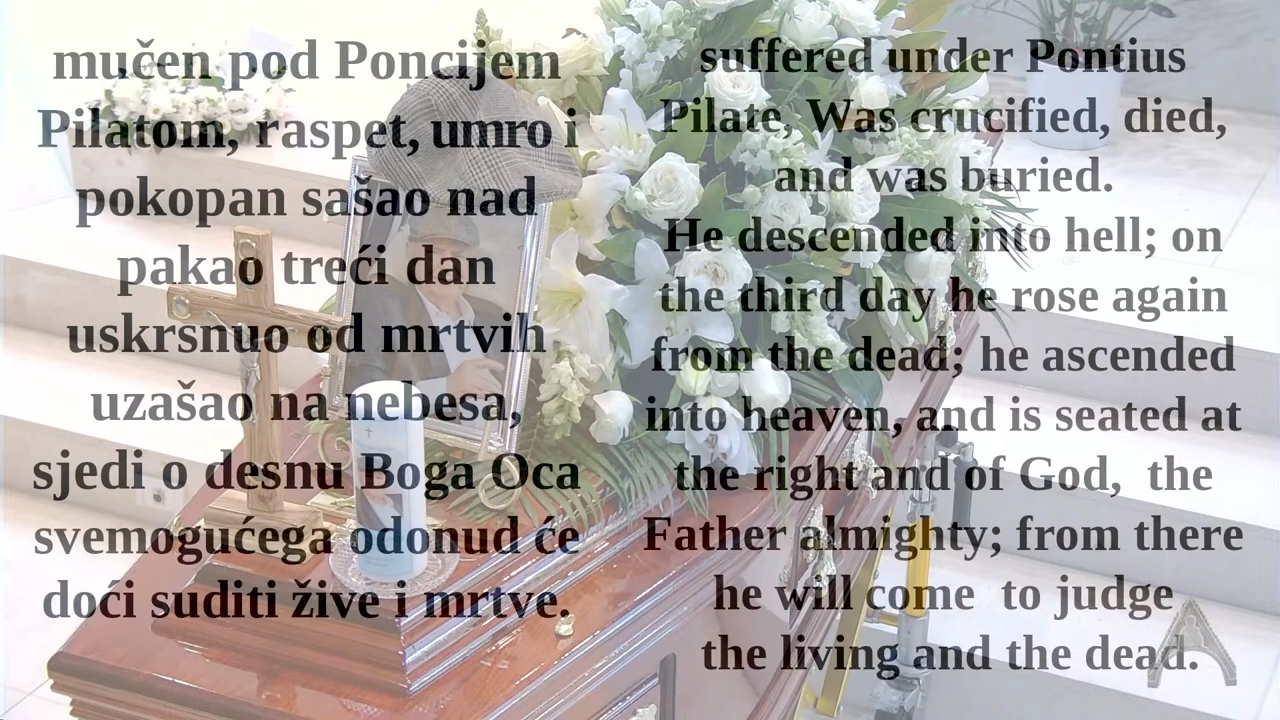 mučen pod Poncijem
Pilatom, raspet, umro i
pokopan sašao nad
pakao treći dan
uskrsnuo od mrtvih
uzašao na nebesa,
sjedi o desnu Boga Oca
svemogućega odonud će
doći suditi žive i mrtve.
suffered under Pontius
Pilate, Was crucified, died,
and was buried.
He descended into hell; on
the third day he rose again
from the dead; he ascended
into heaven, and is seated at
the right and of God, the
Father almighty; from there
he will come to judge
the living and the dead.